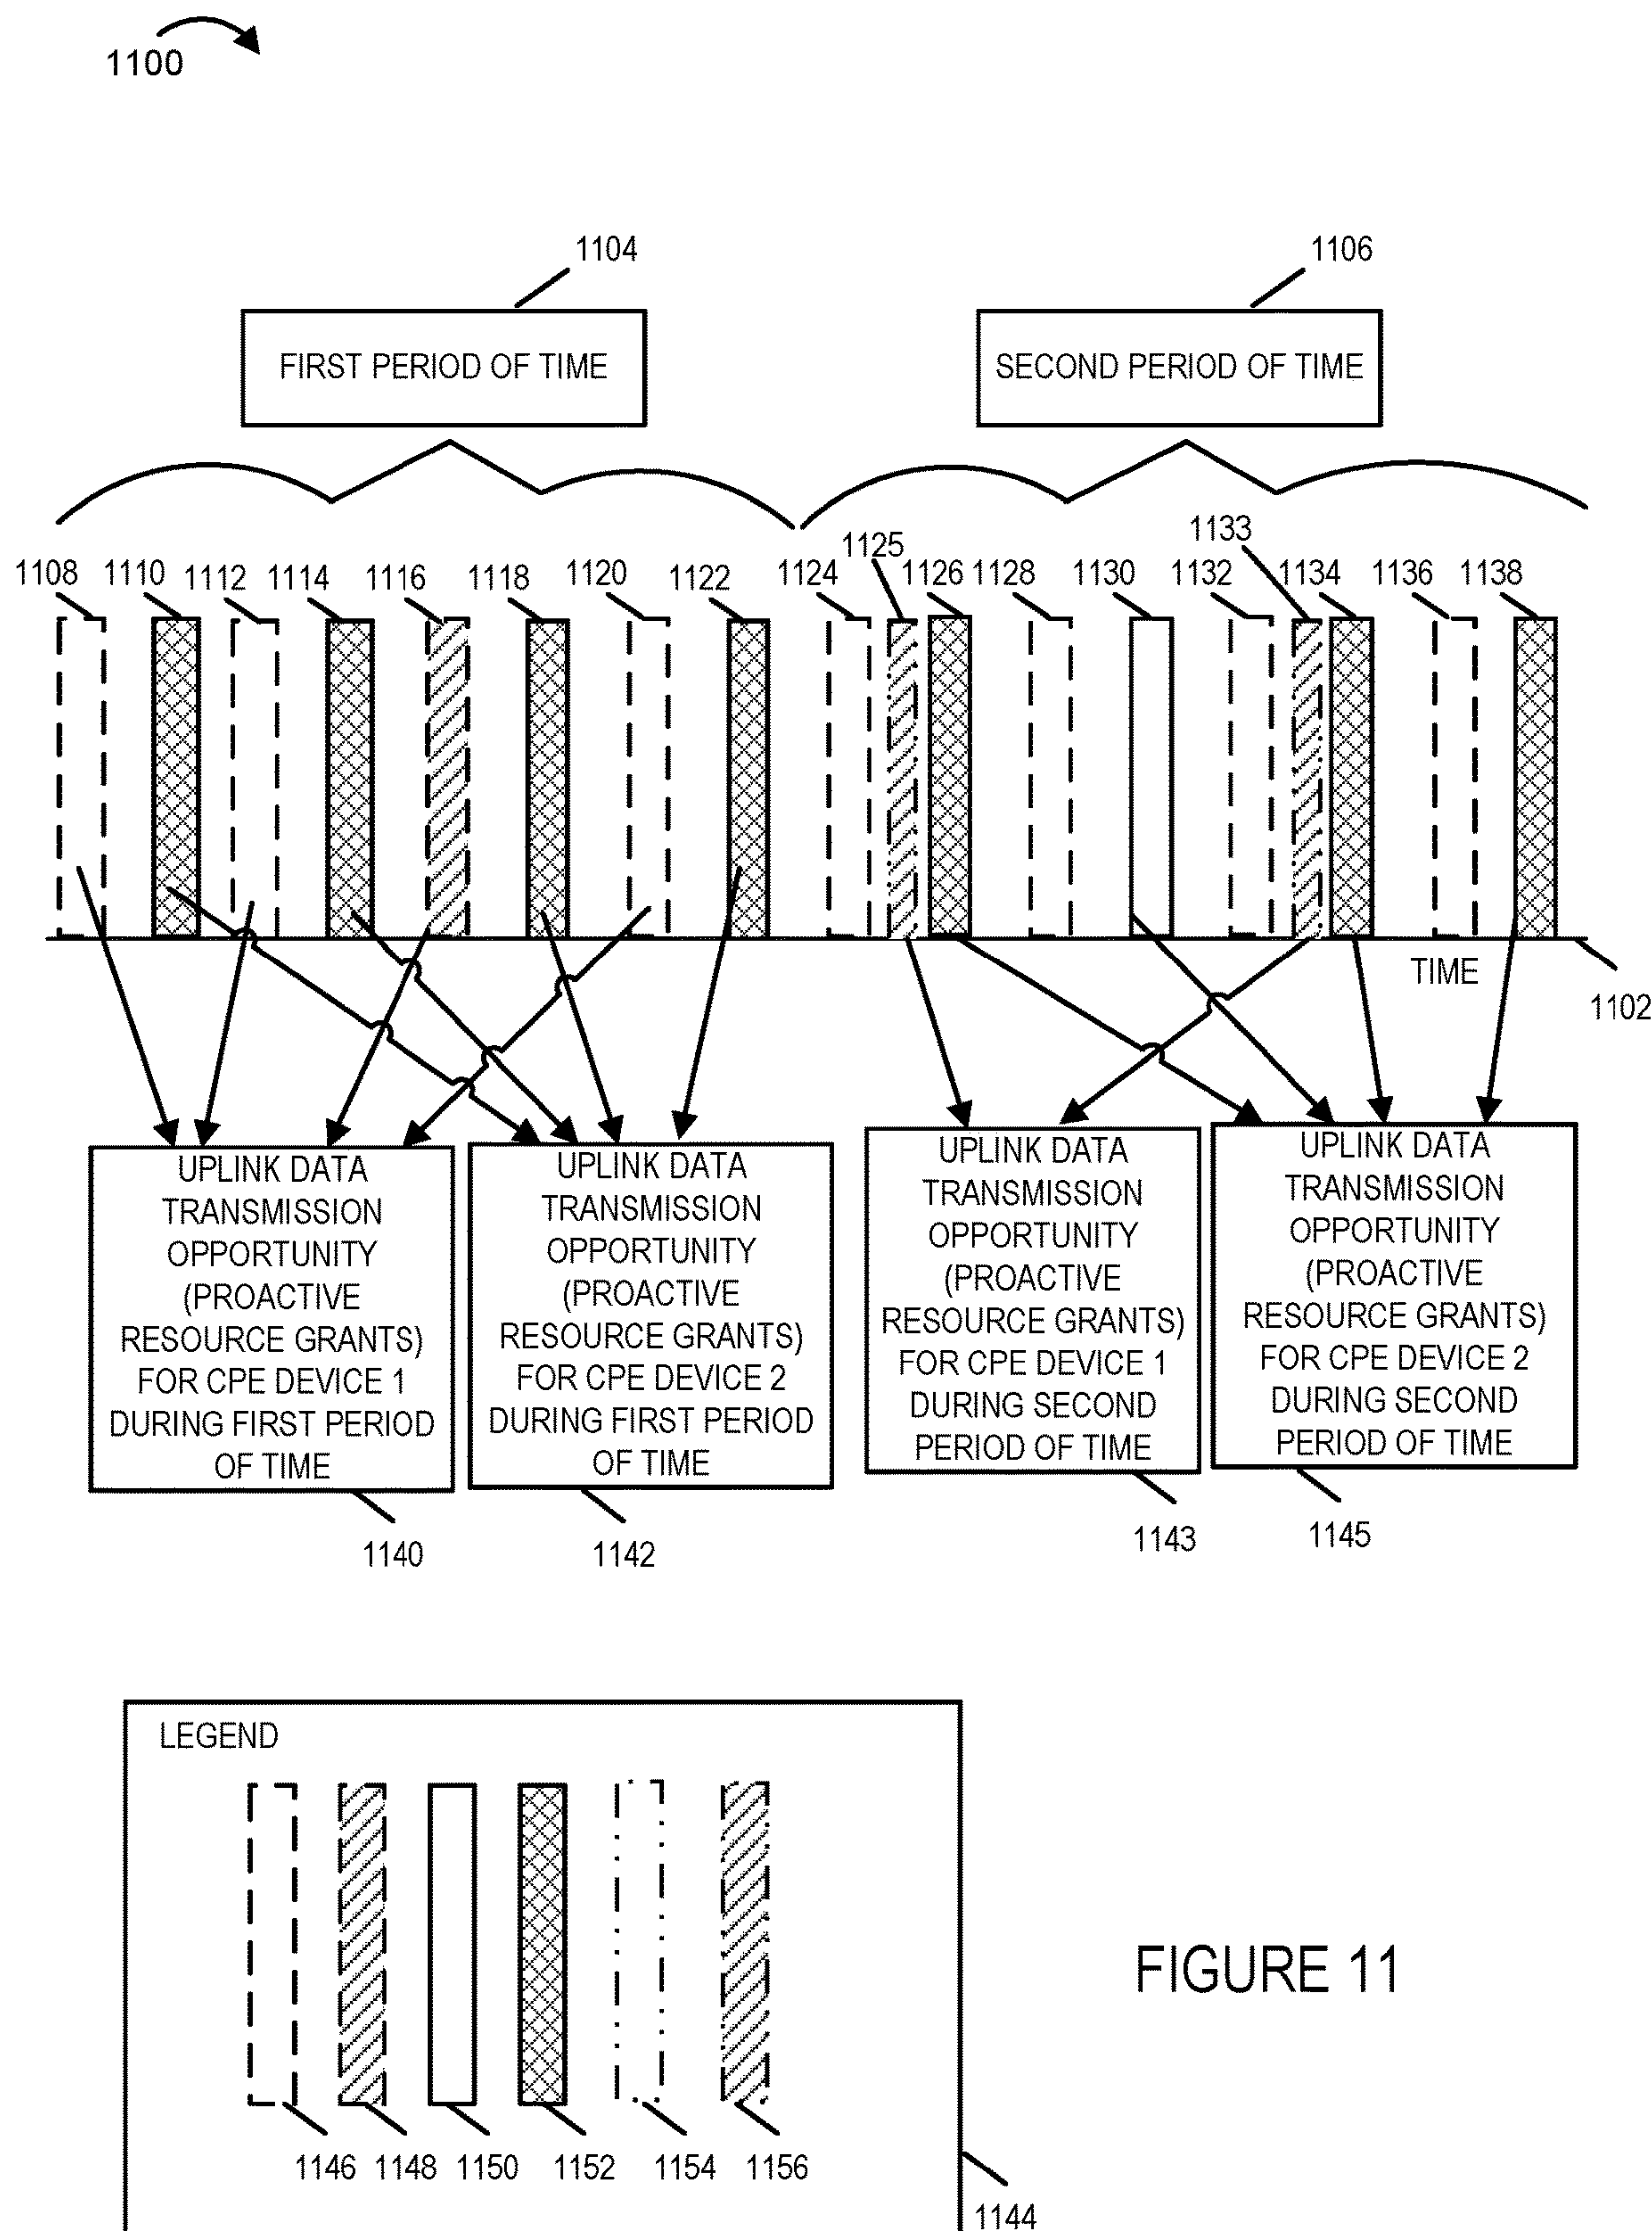 1100
1104
1106
FIRST PERIOD OF TIME
SECOND PERIOD OF TIME
1133
1125
1108 1110 1112 1114 1116 1118 1120 1122 1124 1126 1128 1130 1132 1134 1136 1138
TIME
1102
UPLINK DATA
TRANSMISSION
OPPORTUNITY
(PROACTIVE
RESOURCE GRANTS)
FOR CPE DEVICE 1
DURING FIRST PERIOD
OF TIME
UPLINK DATA
TRANSMISSION
OPPORTUNITY
(PROACTIVE
RESOURCE GRANTS)
FOR CPE DEVICE 2
DURING FIRST PERIOD
OF TIME
UPLINK DATA
TRANSMISSION
OPPORTUNITY
(PROACTIVE
RESOURCE GRANTS)
FOR CPE DEVICE 1
DURING SECOND
PERIOD OF TIME
UPLINK DATA
TRANSMISSION
OPPORTUNITY
(PROACTIVE
RESOURCE GRANTS)
FOR CPE DEVICE 2
DURING SECOND
PERIOD OF TIME
1140
1142
1143
1145
LEGEND
1146 1148 1150 1152 1154 1156
1144
FIGURE 11